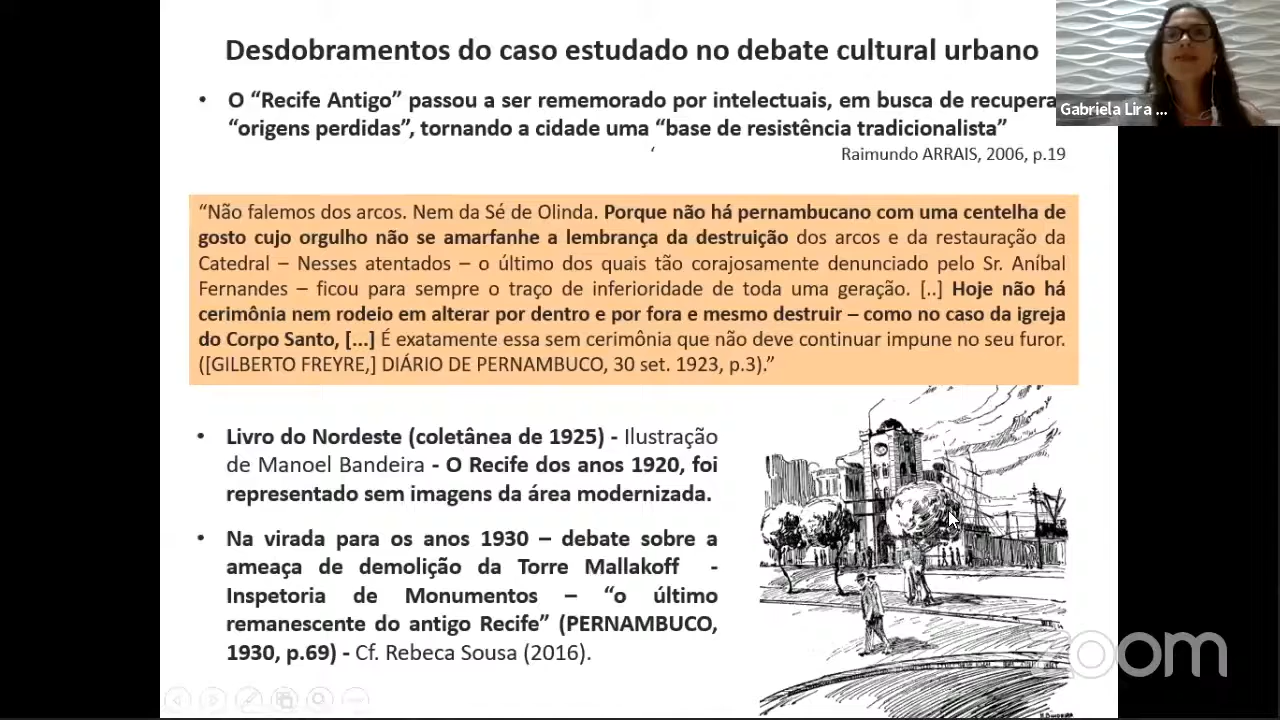 Desdobramentos do caso estudado no debate cultural urbano
• O “Recife Antigo” passou a ser rememorado por intelectuais, em busca de recupera
“origens perdidas”, tornando a cidade uma “base de resistência tradicionalista”
Raimundo ARRAIS, 2006, p.19
Gabriela Lira ...
“Não falemos dos arcos. Nem da Sé de Olinda. Porque não há pernambucano com uma centelha de
gosto cujo orgulho não se amarfanhe a lembrança da destruição dos arcos e da restauração da
Catedral – Nesses atentados – o último dos quais tão corajosamente denunciado pelo Sr. Aníbal
Fernandes – ficou para sempre o traço de inferioridade de toda uma geração. [..] Hoje não há
cerimônia nem rodeio em alterar por dentro e por fora e mesmo destruir – como no caso da igreja
do Corpo Santo, [...] É exatamente essa sem cerimônia que não deve continuar impune no seu furor.
([GILBERTO FREYRE,] DIÁRIO DE PERNAMBUCO, 30 set. 1923, p.3).”
• Livro do Nordeste (coletânea de 1925) - Ilustração
de Manoel Bandeira - O Recife dos anos 1920, foi
representado sem imagens da área modernizada.
• Na virada para os anos 1930 – debate sobre a
ameaça de demolição da Torre Mallakoff -
Inspetoria de Monumentos – “o último
remanescente do antigo Recife” (PERNAMBUCO,
1930, p.69) - Cf. Rebeca Sousa (2016).
zoom